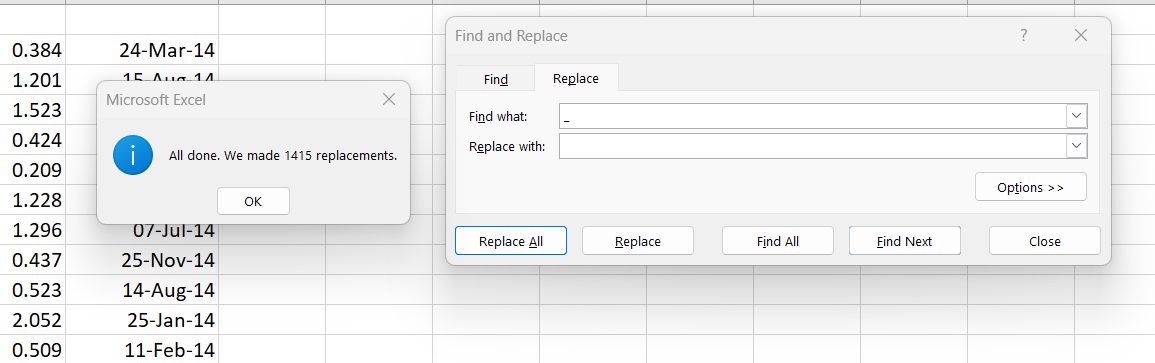 Find and Replace
?
0.384 24-Mar-14
1.201 15-Aug-14
Find
Replace
Microsoft Excel
1.523
Find what:
_
0.424
Replace with:
All done. We made 1415 replacements.
0.209
Options >>
1.228
OK
1.296 07-Jul-14
Replace All
Replace
Find All
Find Next
Close
0.437 25-Nov-14
0.523 14-Aug-14
2.052 25-Jan-14
0.509 11-Feb-14